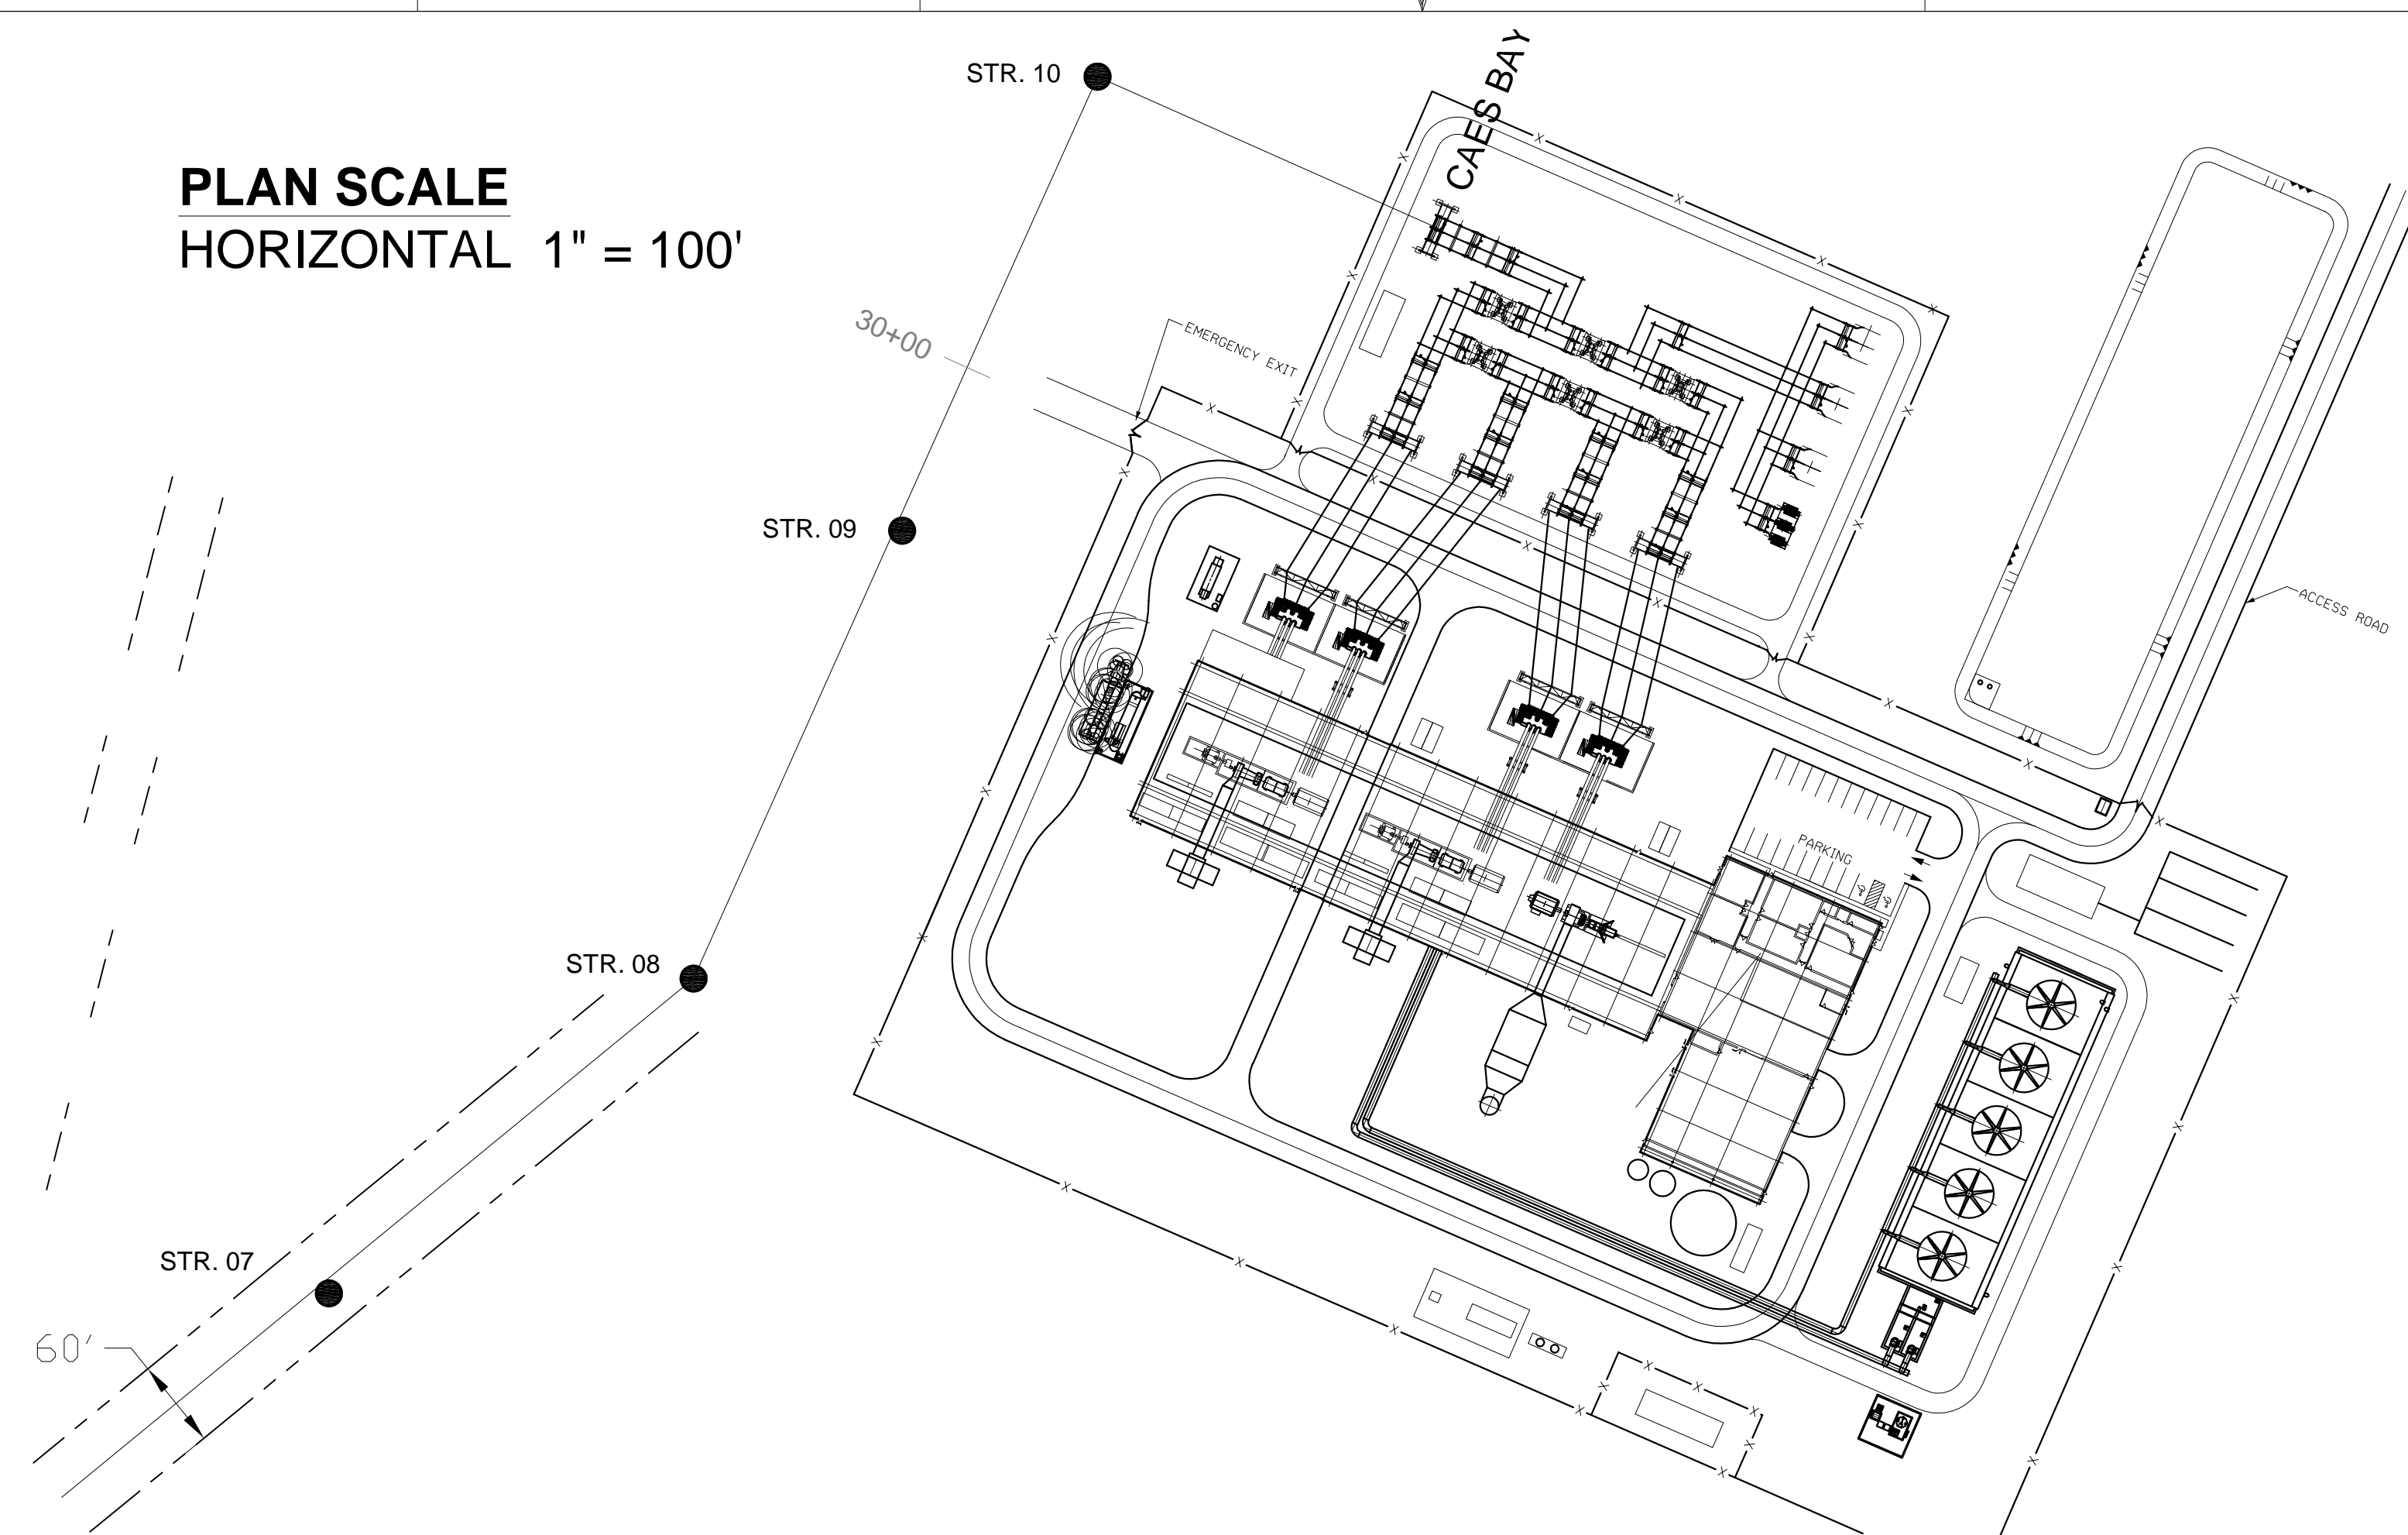 STR. 10
CAES BAY
PLAN SCALE
HORIZONTAL 1" = 100'
30+00
EMERGENCY EXIT
STR. 09
ACCESS ROAD
PARKING
STR. 08
STR. 07
60'